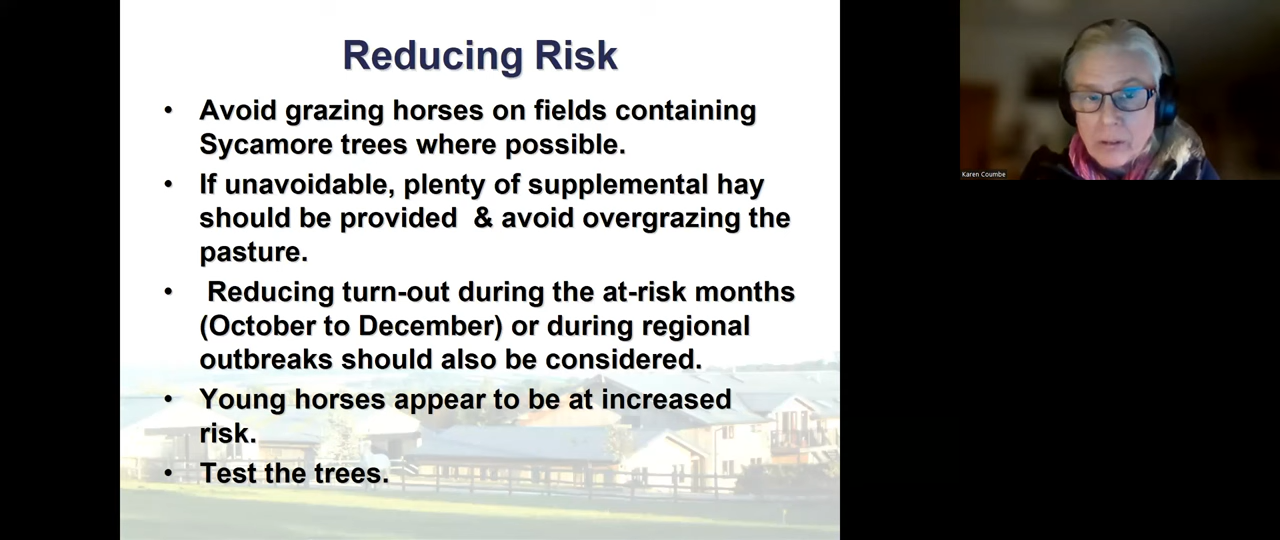 Reducing Risk
• Avoid grazing horses on fields containing
Sycamore trees where possible.
• If unavoidable, plenty of supplemental hay
should be provided & avoid overgrazing the
pasture.
• Reducing turn-out during the at-risk months
(October to December) or during regional
outbreaks should also be considered.
• Young horses appear to be at increased
risk.
• Test the trees.
Karen Coumbe